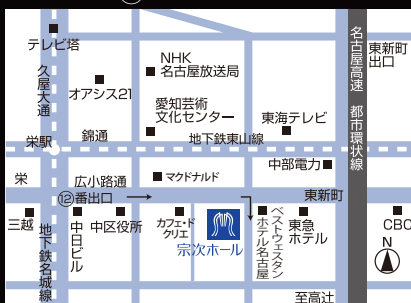 テレビ塔
久屋大通
オアシス21
NHK
名古屋放送局
名古屋高速 都市環状線
東新町
出口
愛知芸術
文化センター
東海テレビ
錦通
地下鉄東山線
栄駅
中部電力
栄
広小路通
マクドナルド
東新町
⑫番出口
三越
地下鉄名城線
中日ビル
中区役所
カフェ・ド
クリエ
宗次ホール
ベストウェスタン
ホテル名古屋
東急
ホテル
CBC
N
至高辻